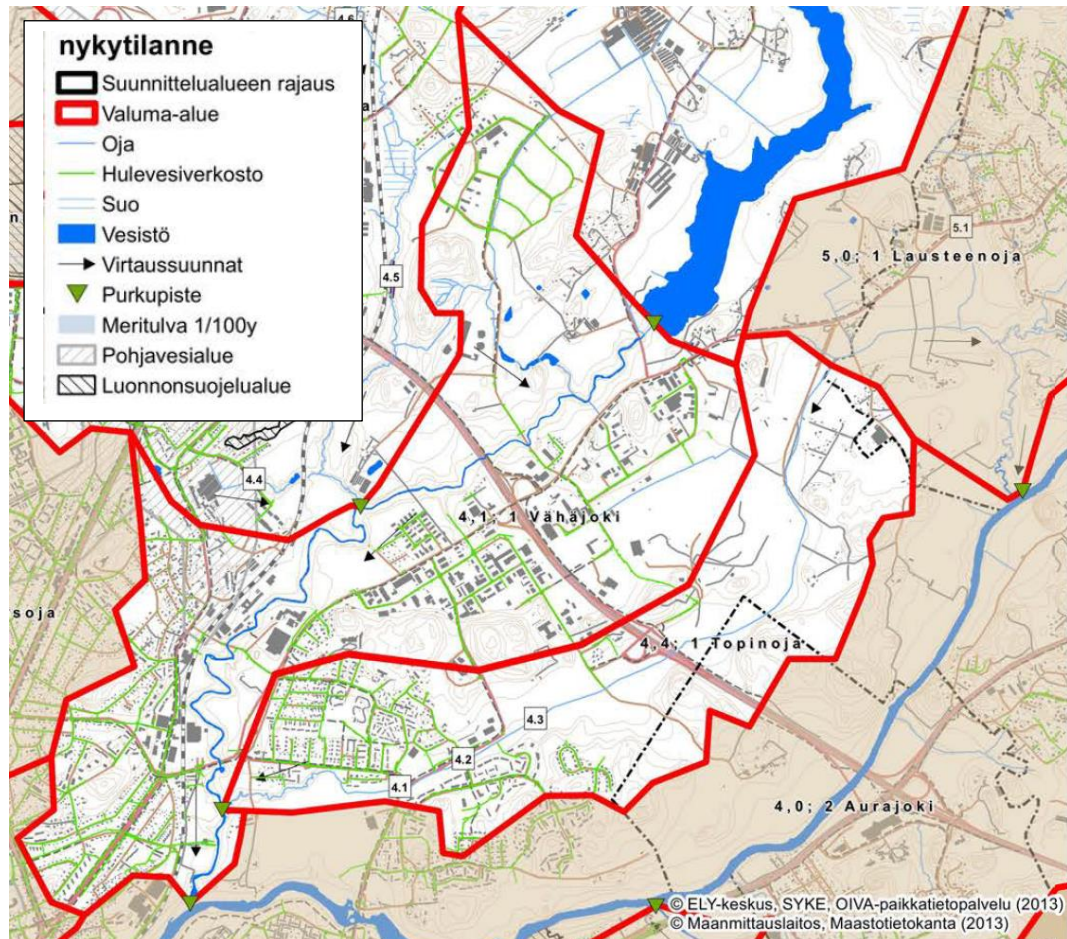 nykytilanne
Suunnittelualueen rajaus
Valuma-alue
Oja
Hulevesiverkosto
Suo
Vesistö
Virtaussuunnat
Purkupiste
Meritulva 1/100y
Pohjavesialue
Luonnonsuojelualue
4.5
5.1
5,0; 1 Lausteenoja
4.4
4,1; 1 Vähäjoki
soja
4,4; 1 Topinoja
4.3
4.2
4.1
4,0; 2 Aurajoki
© ELY-keskus, SYKE, OIVA-paikkatietopalvelu (2013)
© Maanmittauslaitos, Maastotietokanta (2013)